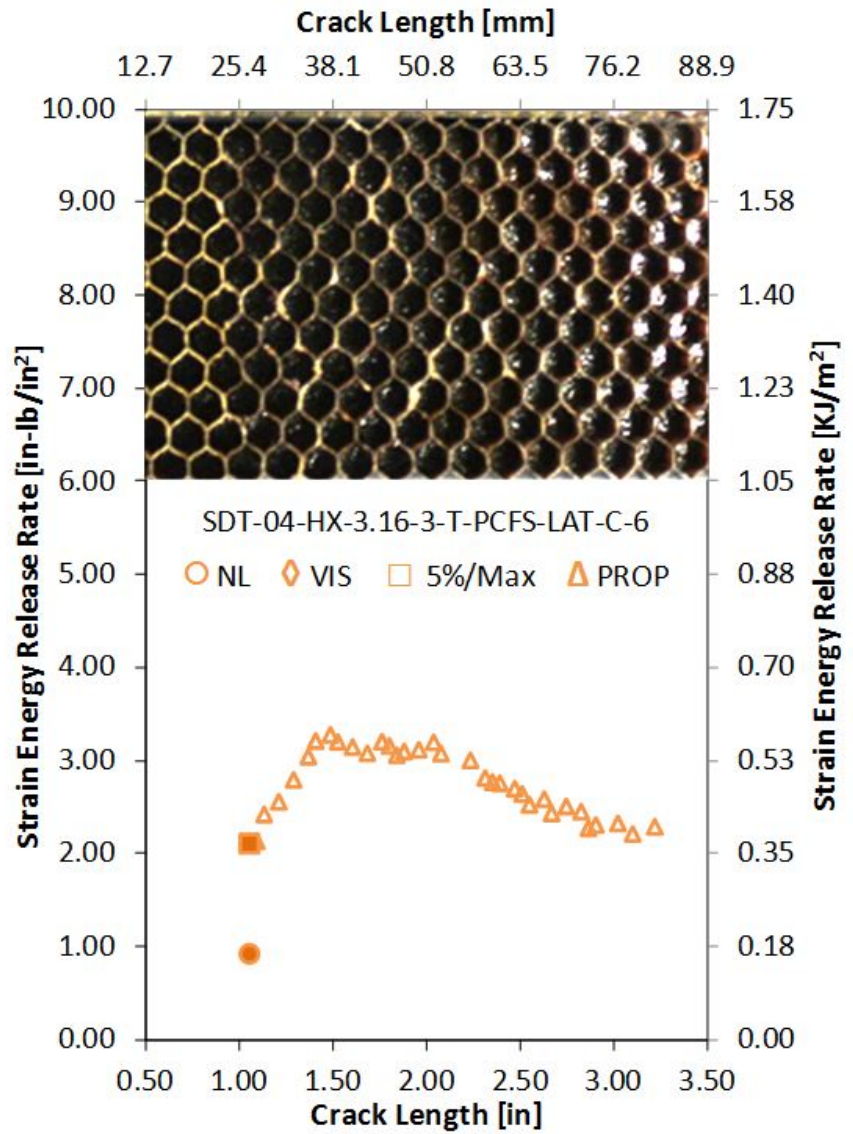 Crack Length [mm]
12.7 25.4 38.1 50.8 63.5 76.2 88.9
10.00 1.75
9.00 1.58
8.00 1.40
7.00 1.23
6.00 1.05
SDT-04-HX-3.16-3-T-PCFS-LAT-C-6
NL VIS 5%/Max PROP
5.00 0.88
4.00 0.70
3.00 0.53
2.00 0.35
1.00 0.18
0.00 0.00
Strain Energy Release Rate [in-lb/in²]
Strain Energy Release Rate [KJ/m²]
0.50 1.00 1.50 2.00 2.50 3.00 3.50
Crack Length [in]